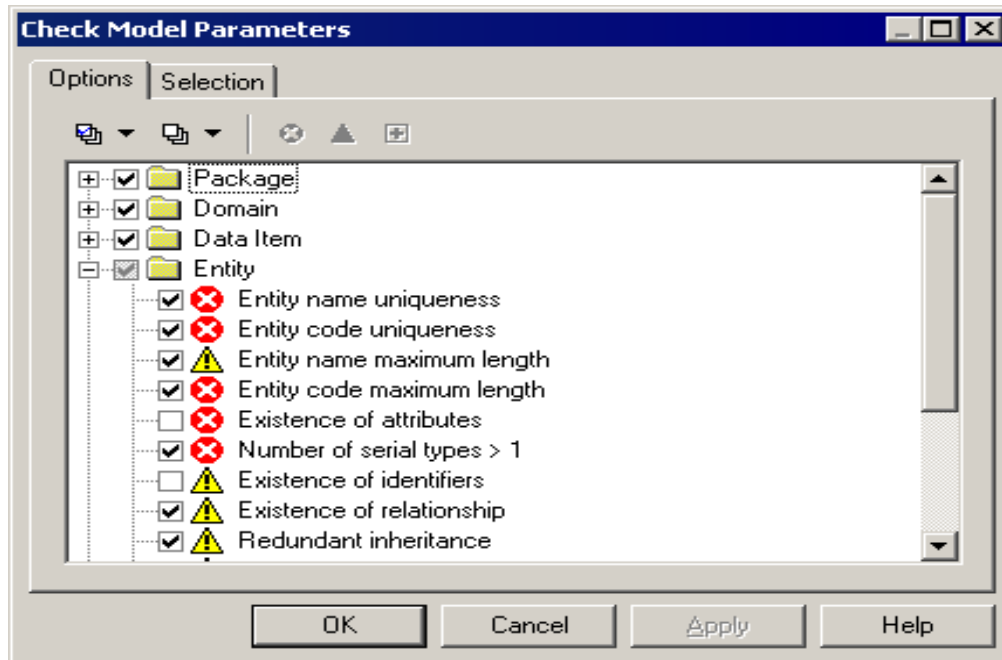 Check Model Parameters
Options Selection
Package
Domain
Data Item
Entity
Entity name uniqueness
Entity code uniqueness
Entity name maximum length
Entity code maximum length
Existence of attributes
Number of serial types > 1
Existence of identifiers
Existence of relationship
Redundant inheritance
OK Cancel Apply Help